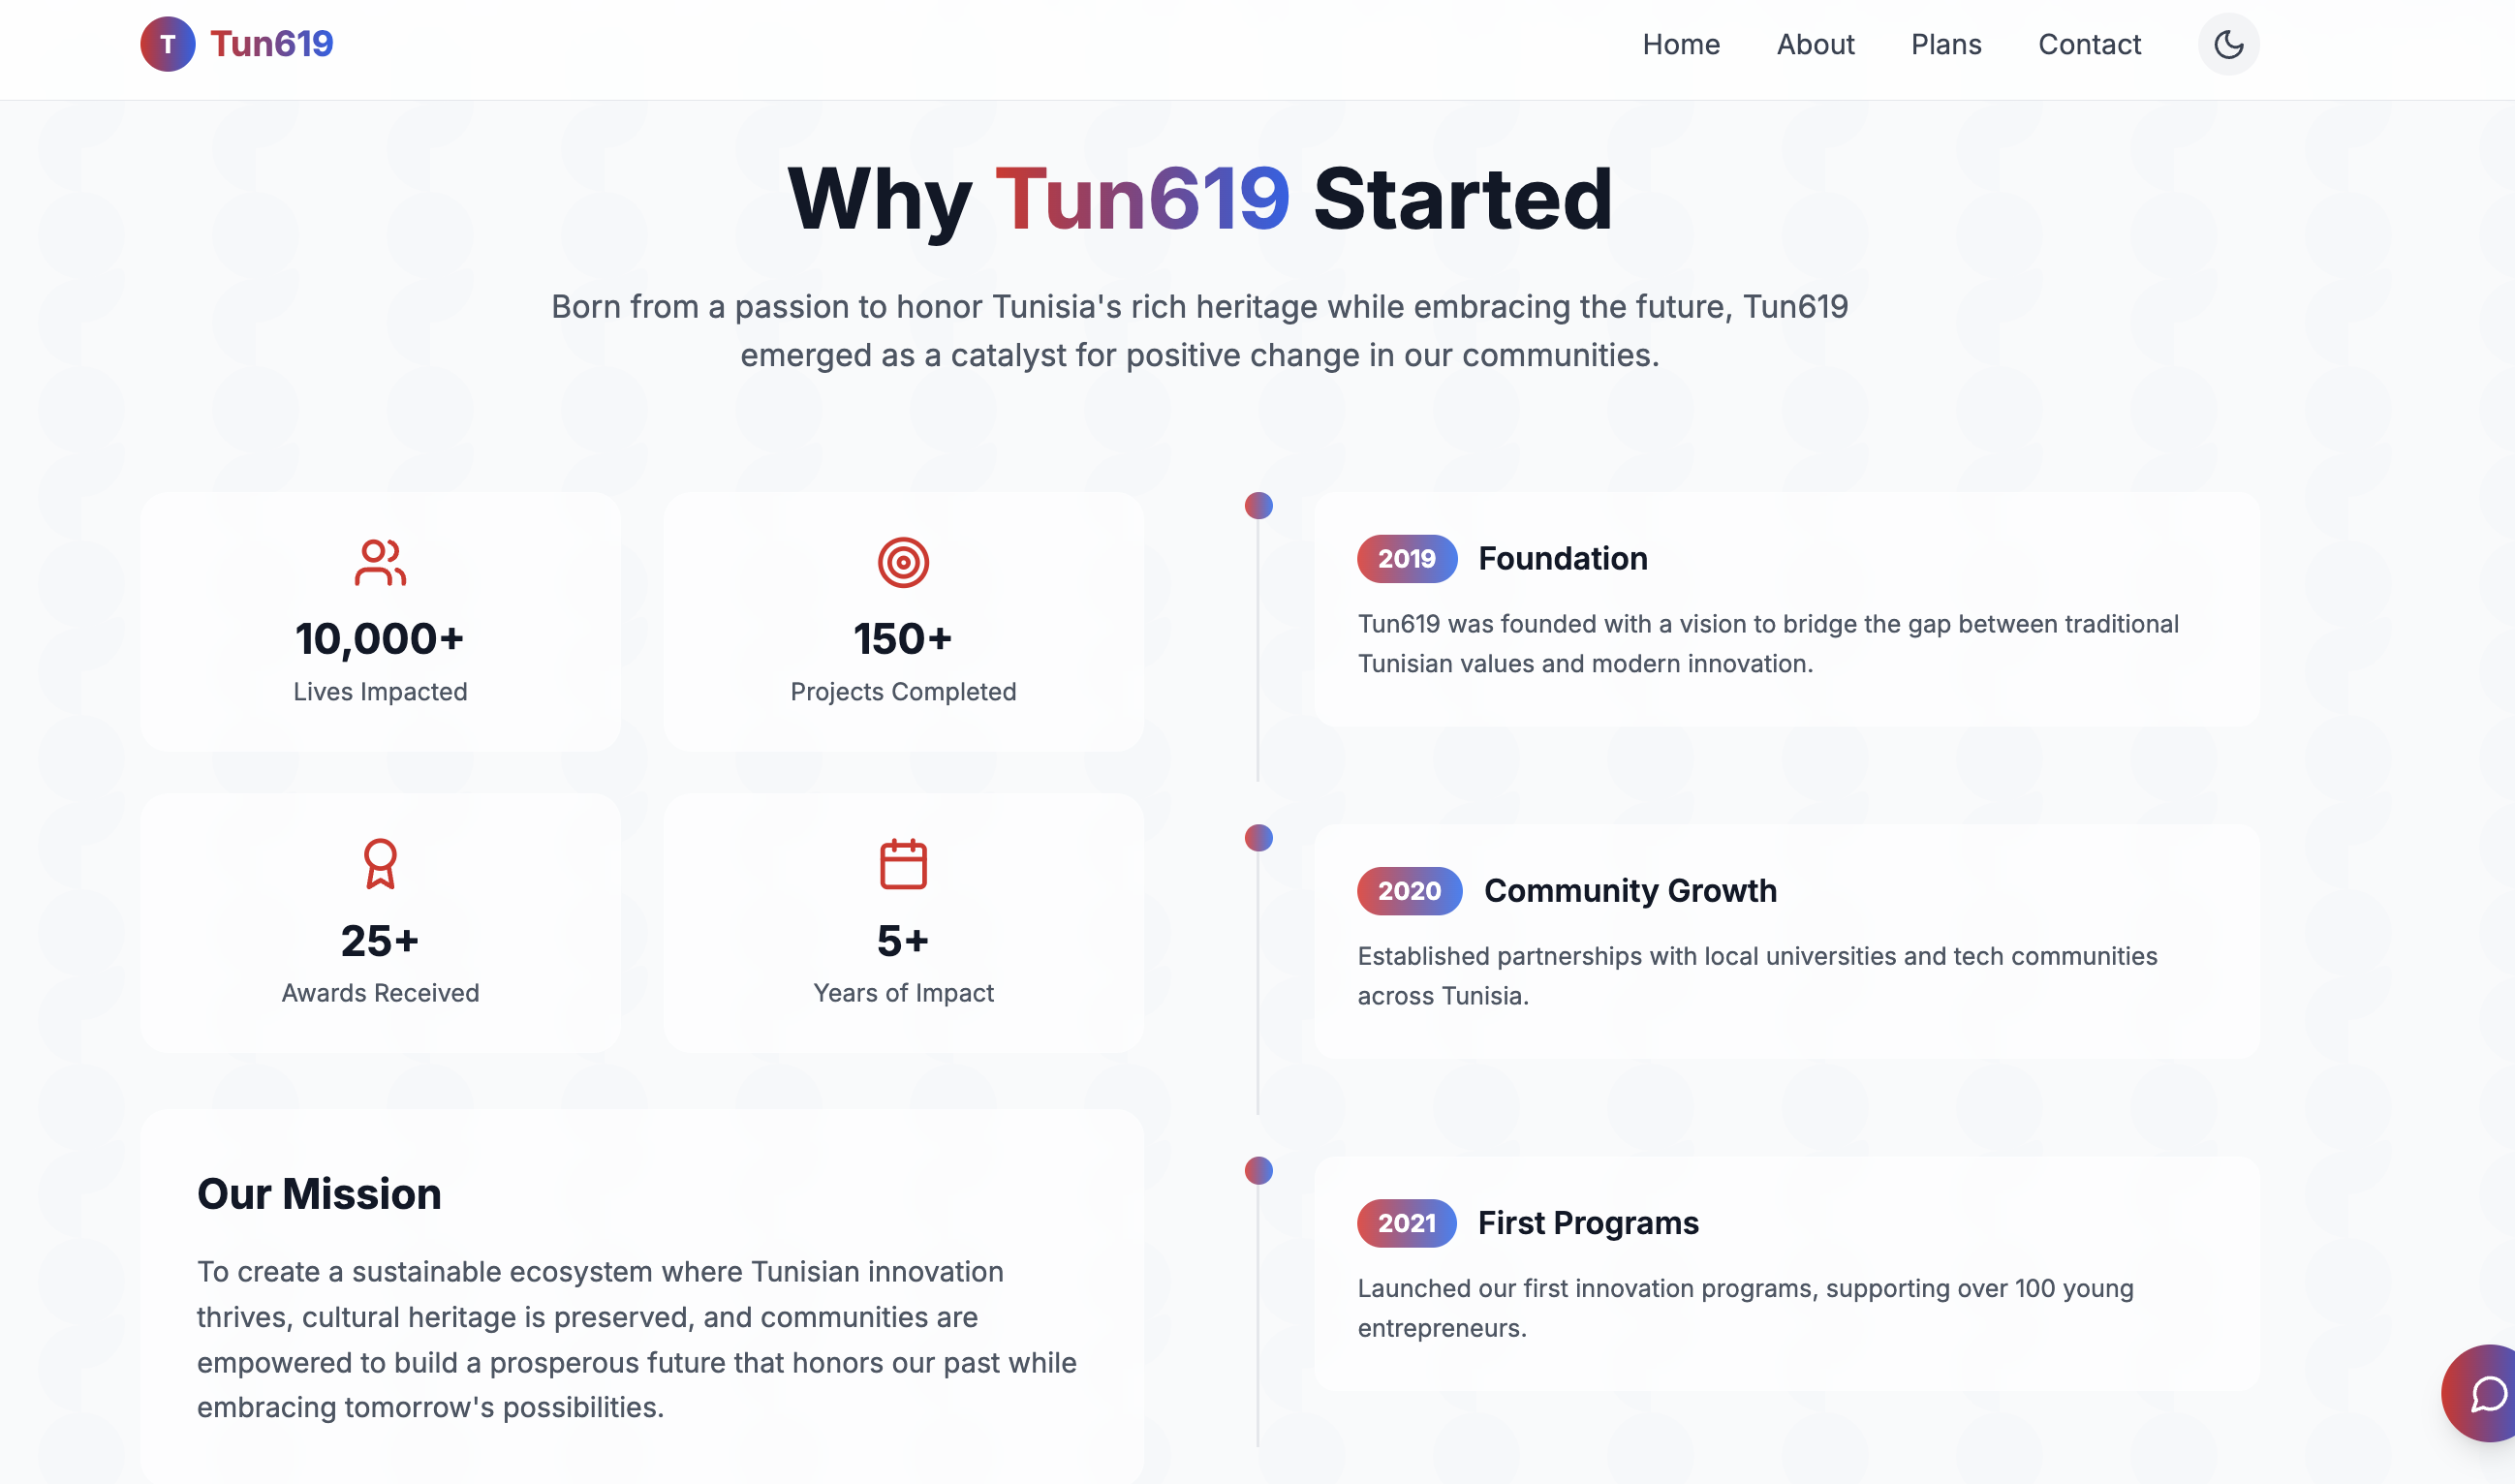 T Tun619
Home About Plans Contact
Why Tun619 Started
Born from a passion to honor Tunisia's rich heritage while embracing the future, Tun619
emerged as a catalyst for positive change in our communities.
10,000+
Lives Impacted
150+
Projects Completed
25+
Awards Received
5+
Years of Impact
Our Mission
To create a sustainable ecosystem where Tunisian innovation
thrives, cultural heritage is preserved, and communities are
empowered to build a prosperous future that honors our past while
embracing tomorrow's possibilities.
2019 Foundation
Tun619 was founded with a vision to bridge the gap between traditional
Tunisian values and modern innovation.
2020 Community Growth
Established partnerships with local universities and tech communities
across Tunisia.
2021 First Programs
Launched our first innovation programs, supporting over 100 young
entrepreneurs.